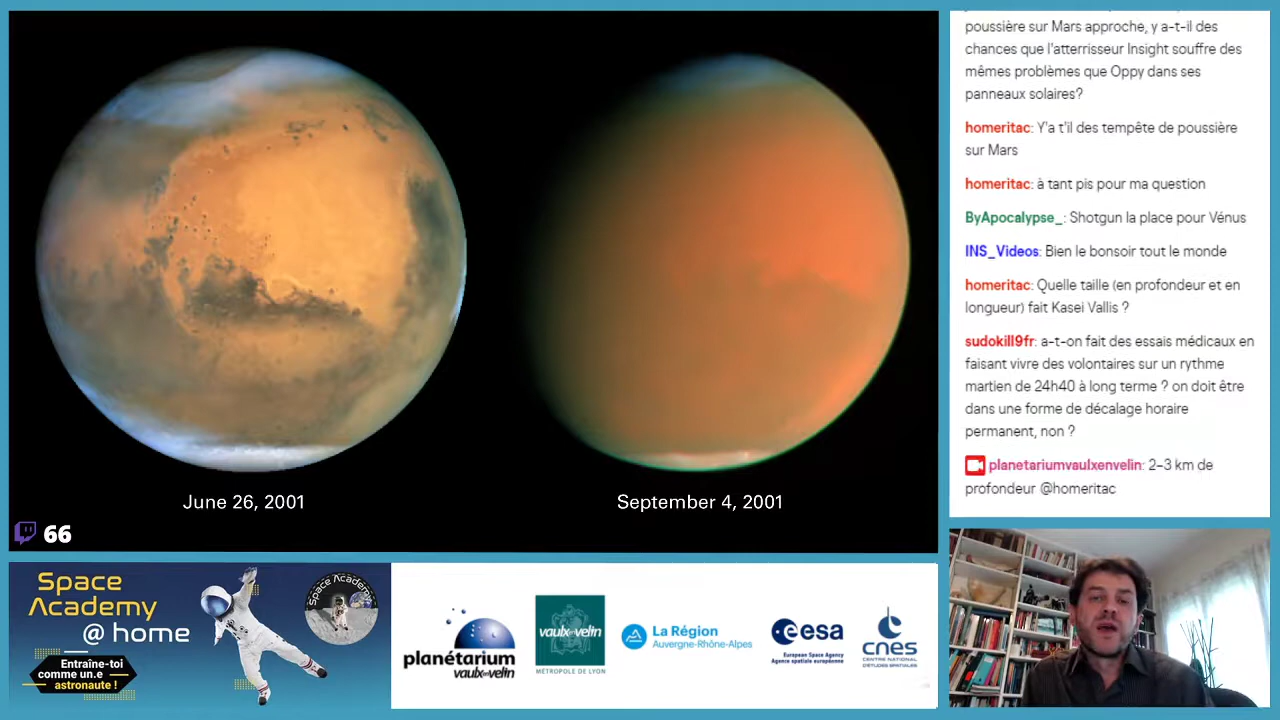 June 26, 2001
September 4, 2001
66
poussière sur Mars approche, y a-t-il des
chances que l'atterrisseur Insight souffre des
mêmes problèmes que Oppy dans ses
panneaux solaires?
homeritac: Y'a t'il des tempête de poussière
sur Mars
homeritac: à tant pis pour ma question
ByApocalypse_: Shotgun la place pour Vénus
INS_Videos: Bien le bonsoir tout le monde
homeritac: Quelle taille (en profondeur et en
longueur) fait Kasei Vallis ?
sudokill9fr: a-t-on fait des essais médicaux en
faisant vivre des volontaires sur un rythme
martien de 24h40 à long terme ? on doit être
dans une forme de décalage horaire
permanent, non ?
planetariumvaulxenvelin: 2-3 km de
profondeur @homeritac
Space
Academy
@ home
Entraîne-toi
comme un.e
astronaute !
Space Academy
planétarium
vaulx en velin
vaulx en velin
MÉTROPOLE DE LYON
La Région
Auvergne-Rhône-Alpes
esa
European Space Agency
Agence spatiale européenne
cnes
CENTRE NATIONAL
D'ÉTUDES SPATIALES